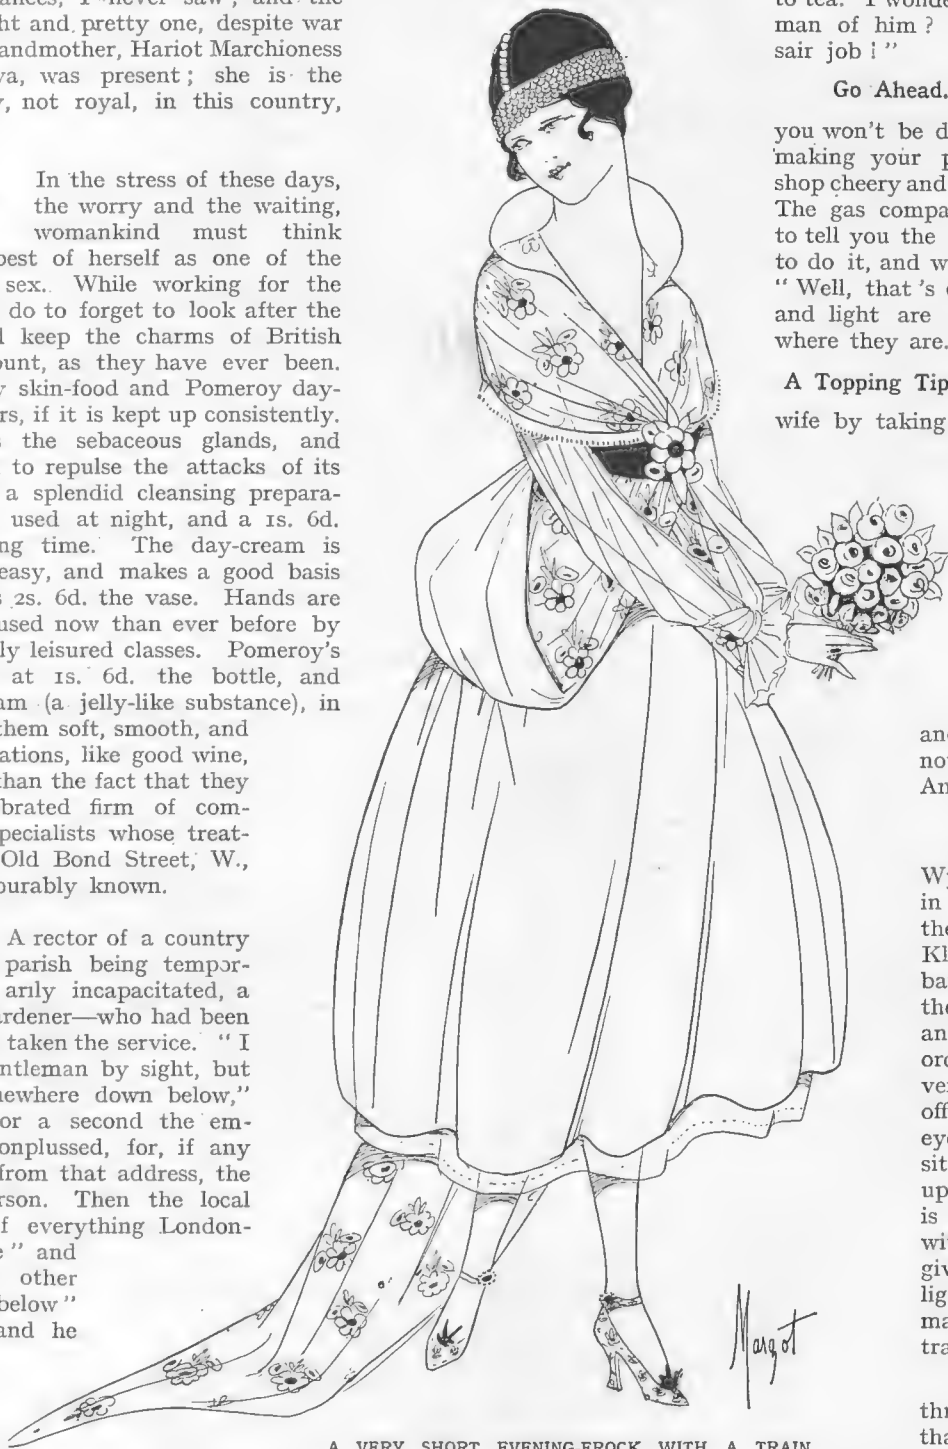 ances, I never saw; and the
ht and pretty one, despite war
andmother, Hariot Marchioness
va, was present; she is the
y, not royal, in this country,
In the stress of these days,
the worry and the waiting,
womankind must think
best of herself as one of the
sex. While working for the
do to forget to look after the
d keep the charms of British
ount, as they have ever been.
y skin-food and Pomeroy day-
rs, if it is kept up consistently.
s the sebaceous glands, and
to repulse the attacks of its
a splendid cleansing prepara-
used at night, and a 1s. 6d.
ng time. The day-cream is
easy, and makes a good basis
s 2s. 6d. the vase. Hands are
used now than ever before by
ly leisured classes. Pomeroy's
at 1s. 6d. the bottle, and
am (a jelly-like substance), in
them soft, smooth, and
ations, like good wine,
than the fact that they
brated firm of com-
pecialists whose treat-
Old Bond Street, W.,
ourably known.
A rector of a country
parish being tempor-
arily incapacitated, a
ardener—who had been
taken the service. "I
ntleman by sight, but
ewhere down below,"
or a second the em-
onplussed, for, if any
from that address, the
rson. Then the local
f everything London-
e" and
other
below"
and he
to tea. I wonde
man of him?
sair job!"
Go Ahead.
you won't be d
making your p
shop cheery and
The gas compa
to tell you the
to do it, and w
"Well, that's
and light are
where they are.
A Topping Tip
wife by taking
and
no
An
W
in
the
Kl
ba
the
an
ord
ve
off
eye
sit
up
is
wi
giv
lig
ma
tra
thr
tha
Margot
A VERY SHORT EVENING FROCK WITH A TRAIN